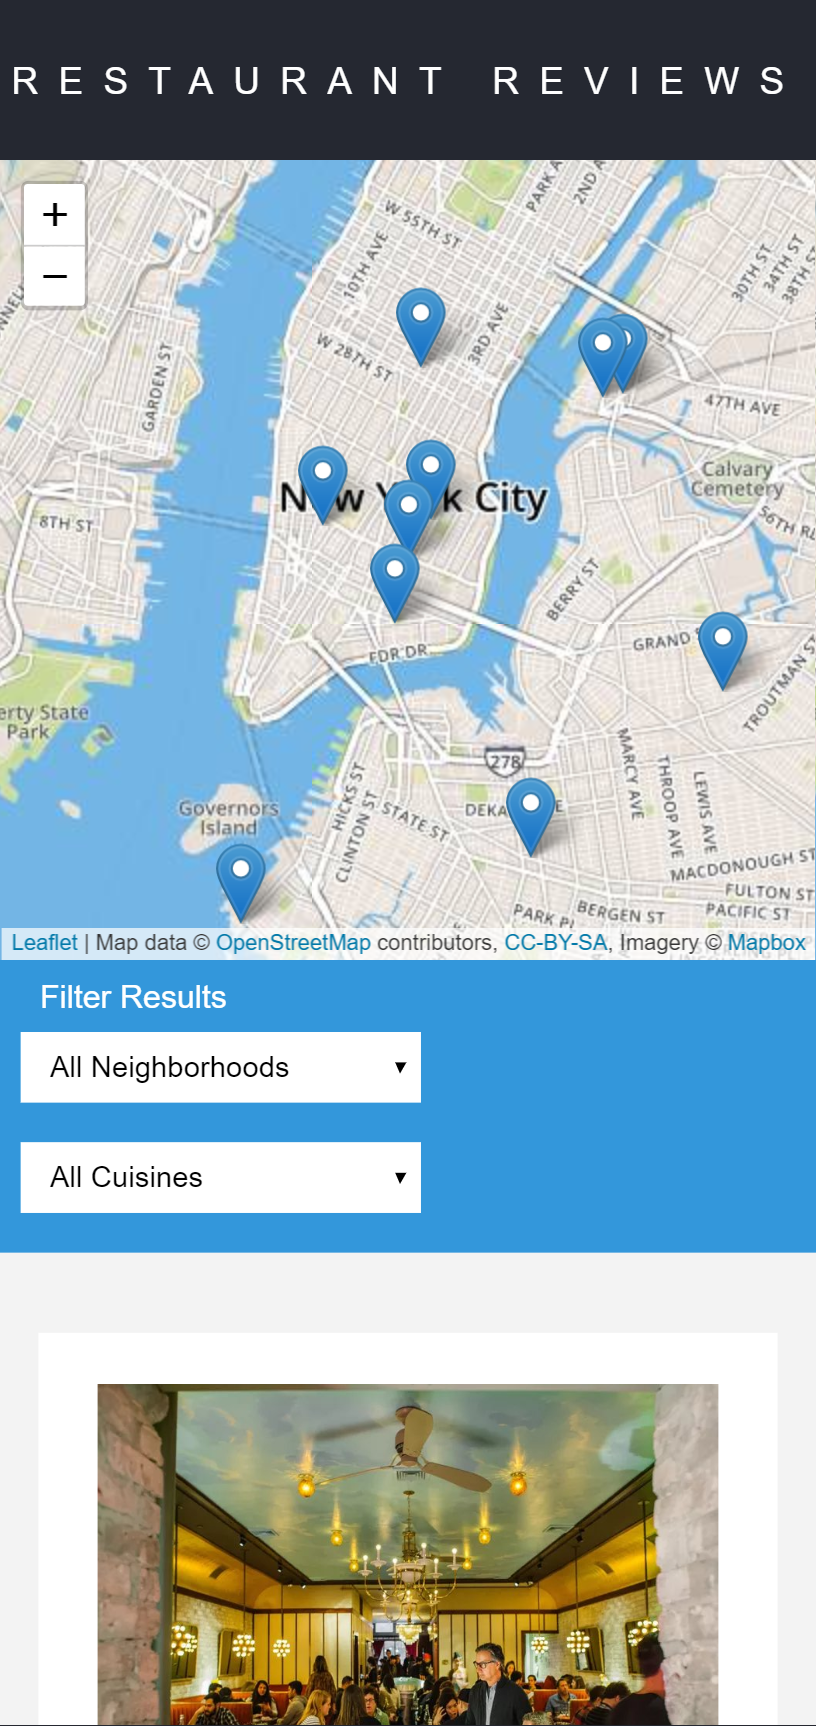 RESTAURANT REVIEWS
+
−
W 55TH ST
PARK A
2ND A
10TH AVE
30TH ST
34TH ST
38TH S
W 28TH ST
3RD AVE
GARDEN ST
47TH AVE
Calvary
Cemetery
New York City
8TH ST
56TH RD
BERRY ST
GRAND
FDR DR
TROUTMAN ST
erty State
Park
278
MARCY AVE
THROOP AVE
LEWIS AVE
Governors
Island
HICKS ST
CLINTON ST
STATE ST
DEKA
E
MACDONOUGH ST
FULTON ST
PACIFIC ST
BERGEN ST
PARK PL
Leaflet | Map data © OpenStreetMap contributors, CC-BY-SA, Imagery © Mapbox
Filter Results
All Neighborhoods
All Cuisines